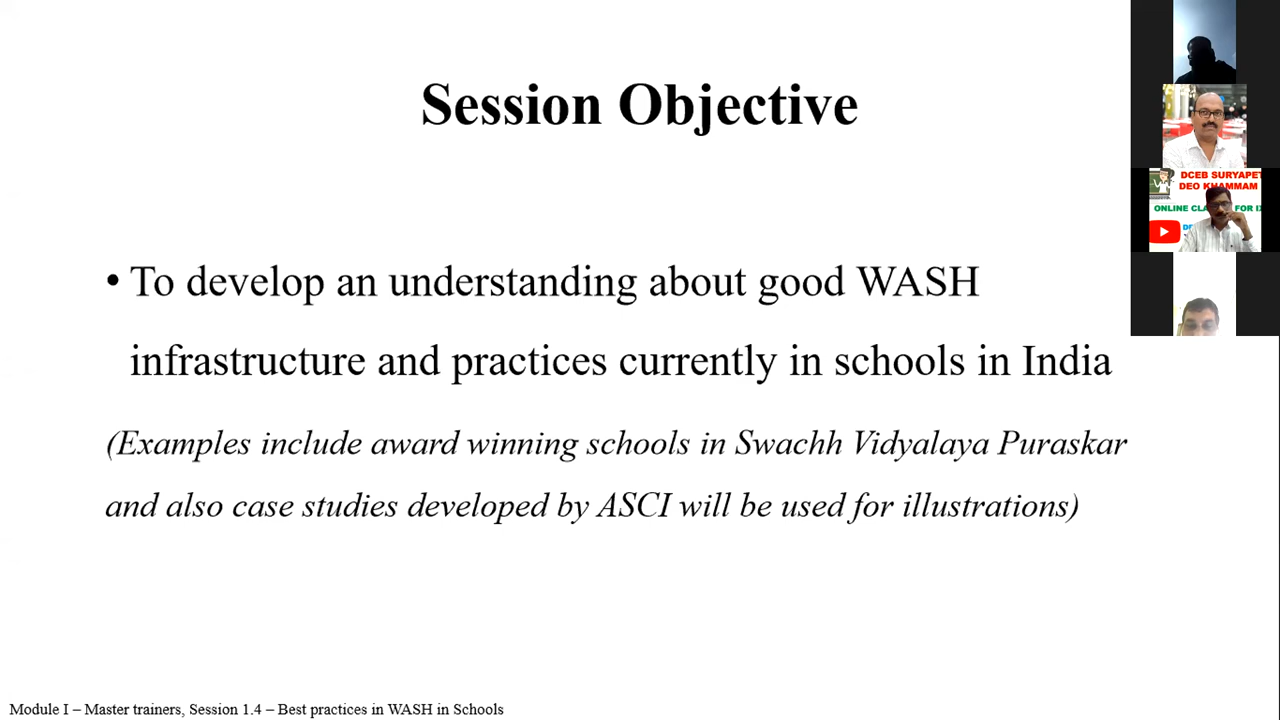 Session Objective
• To develop an understanding about good WASH
infrastructure and practices currently in schools in India
(Examples include award winning schools in Swachh Vidyalaya Puraskar
and also case studies developed by ASCI will be used for illustrations)
Module I – Master trainers, Session 1.4 – Best practices in WASH in Schools
DCEB SURYAPET
DEO KHAMMAM
ONLINE CLA FOR